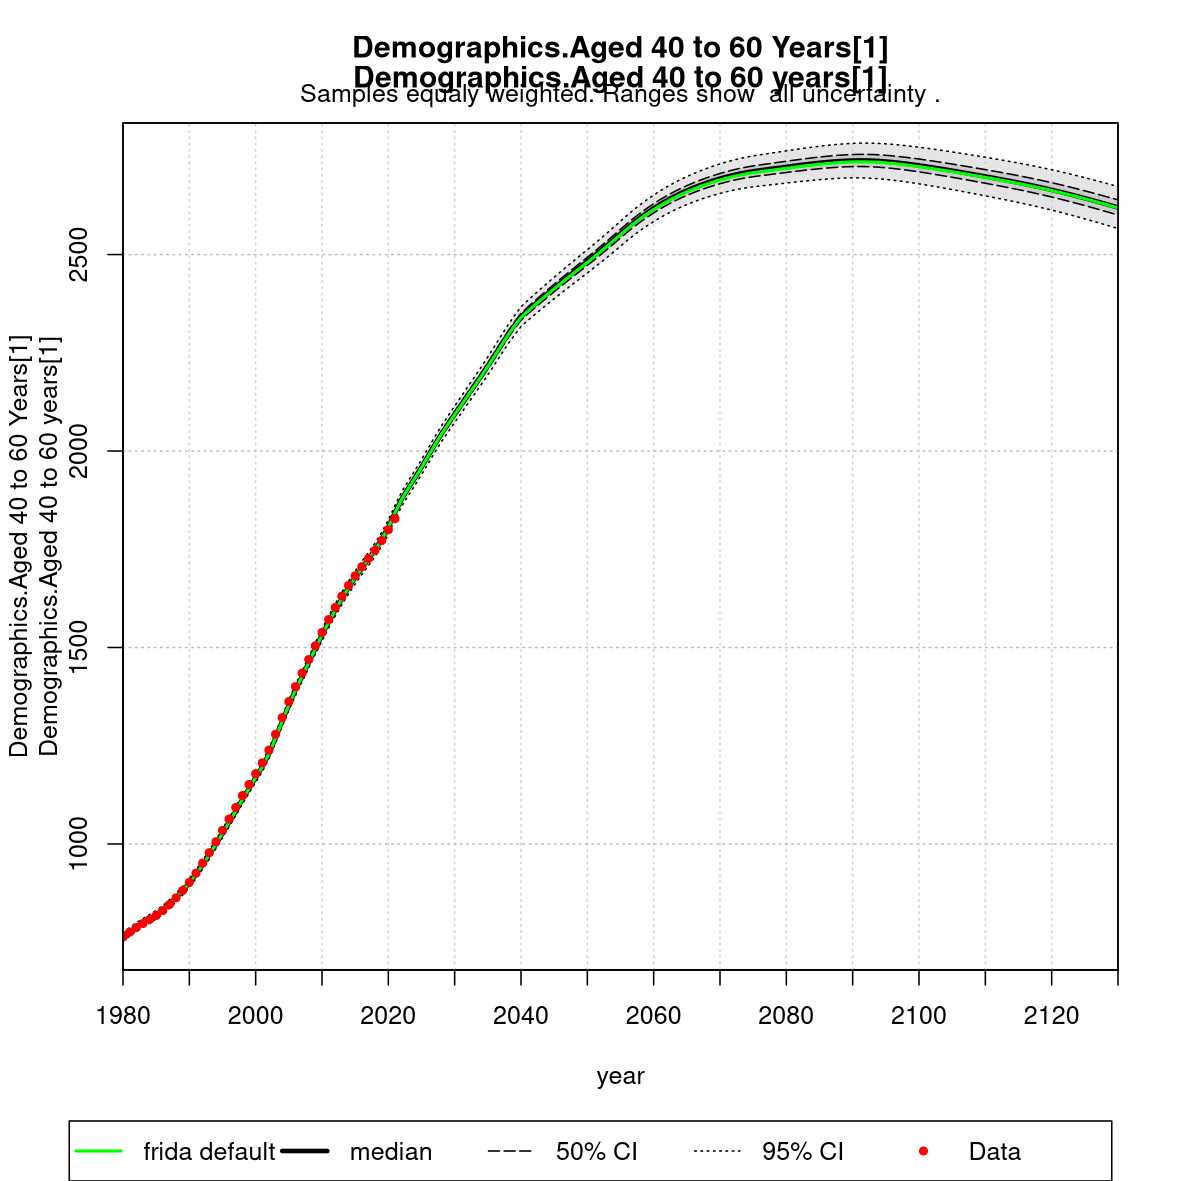 Demographics.Aged 40 to 60 Years[1]
Demographics.Aged 40 to 60 years[1]
Samples equaly weighted. Ranges show  all uncertainty .
Demographics.Aged 40 to 60 Years[1]
Demographics.Aged 40 to 60 years[1]
2500
2000
1500
1000
1980 2000 2020 2040 2060 2080 2100 2120
year
frida default median 50% CI 95% CI Data